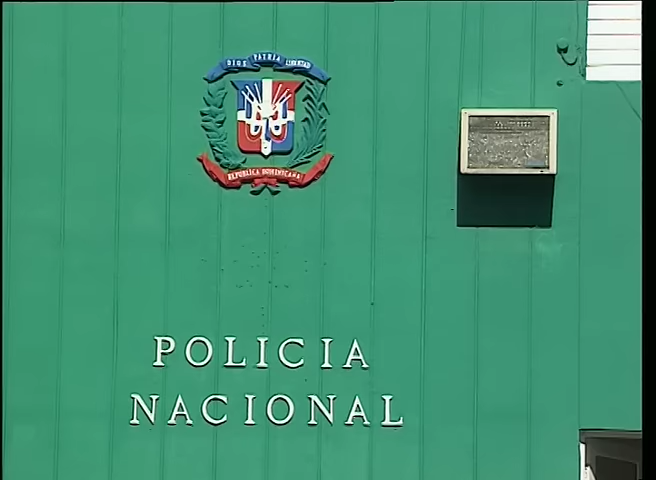 DIOS PATRIA LIBERTAD
REPUBLICA DOMINICANA
POLICIA
NACIONAL